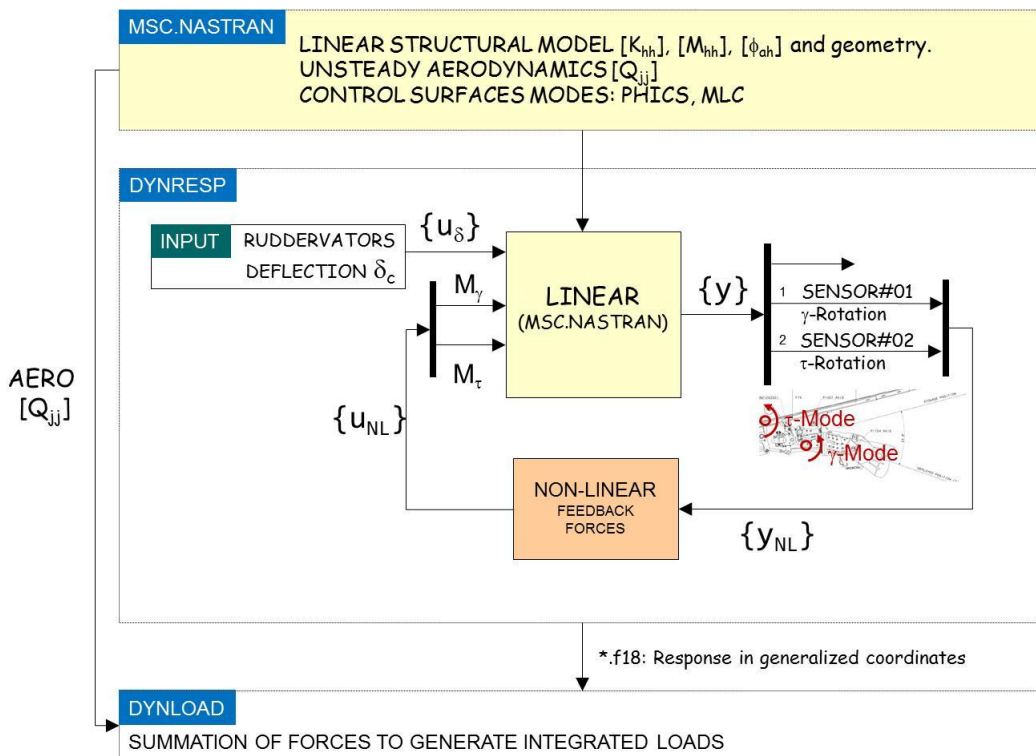 MSC.NASTRAN
LINEAR STRUCTURAL MODEL [Khh], [Mhh], [ϕah] and geometry.
UNSTEADY AERODYNAMICS [Qjj]
CONTROL SURFACES MODES: PHICS, MLC
DYNRESP
INPUT
RUDDERVATORS
DEFLECTION δc
{uδ}
Mγ
Mτ
LINEAR
(MSC.NASTRAN)
{y}
1 SENSOR#01
γ-Rotation
2 SENSOR#02
τ-Rotation
AERO
[Qjj]
{uNL}
τ-Mode
γ-Mode
NON-LINEAR
FEEDBACK
FORCES
{yNL}
*.f18: Response in generalized coordinates
DYNLOAD
SUMMATION OF FORCES TO GENERATE INTEGRATED LOADS